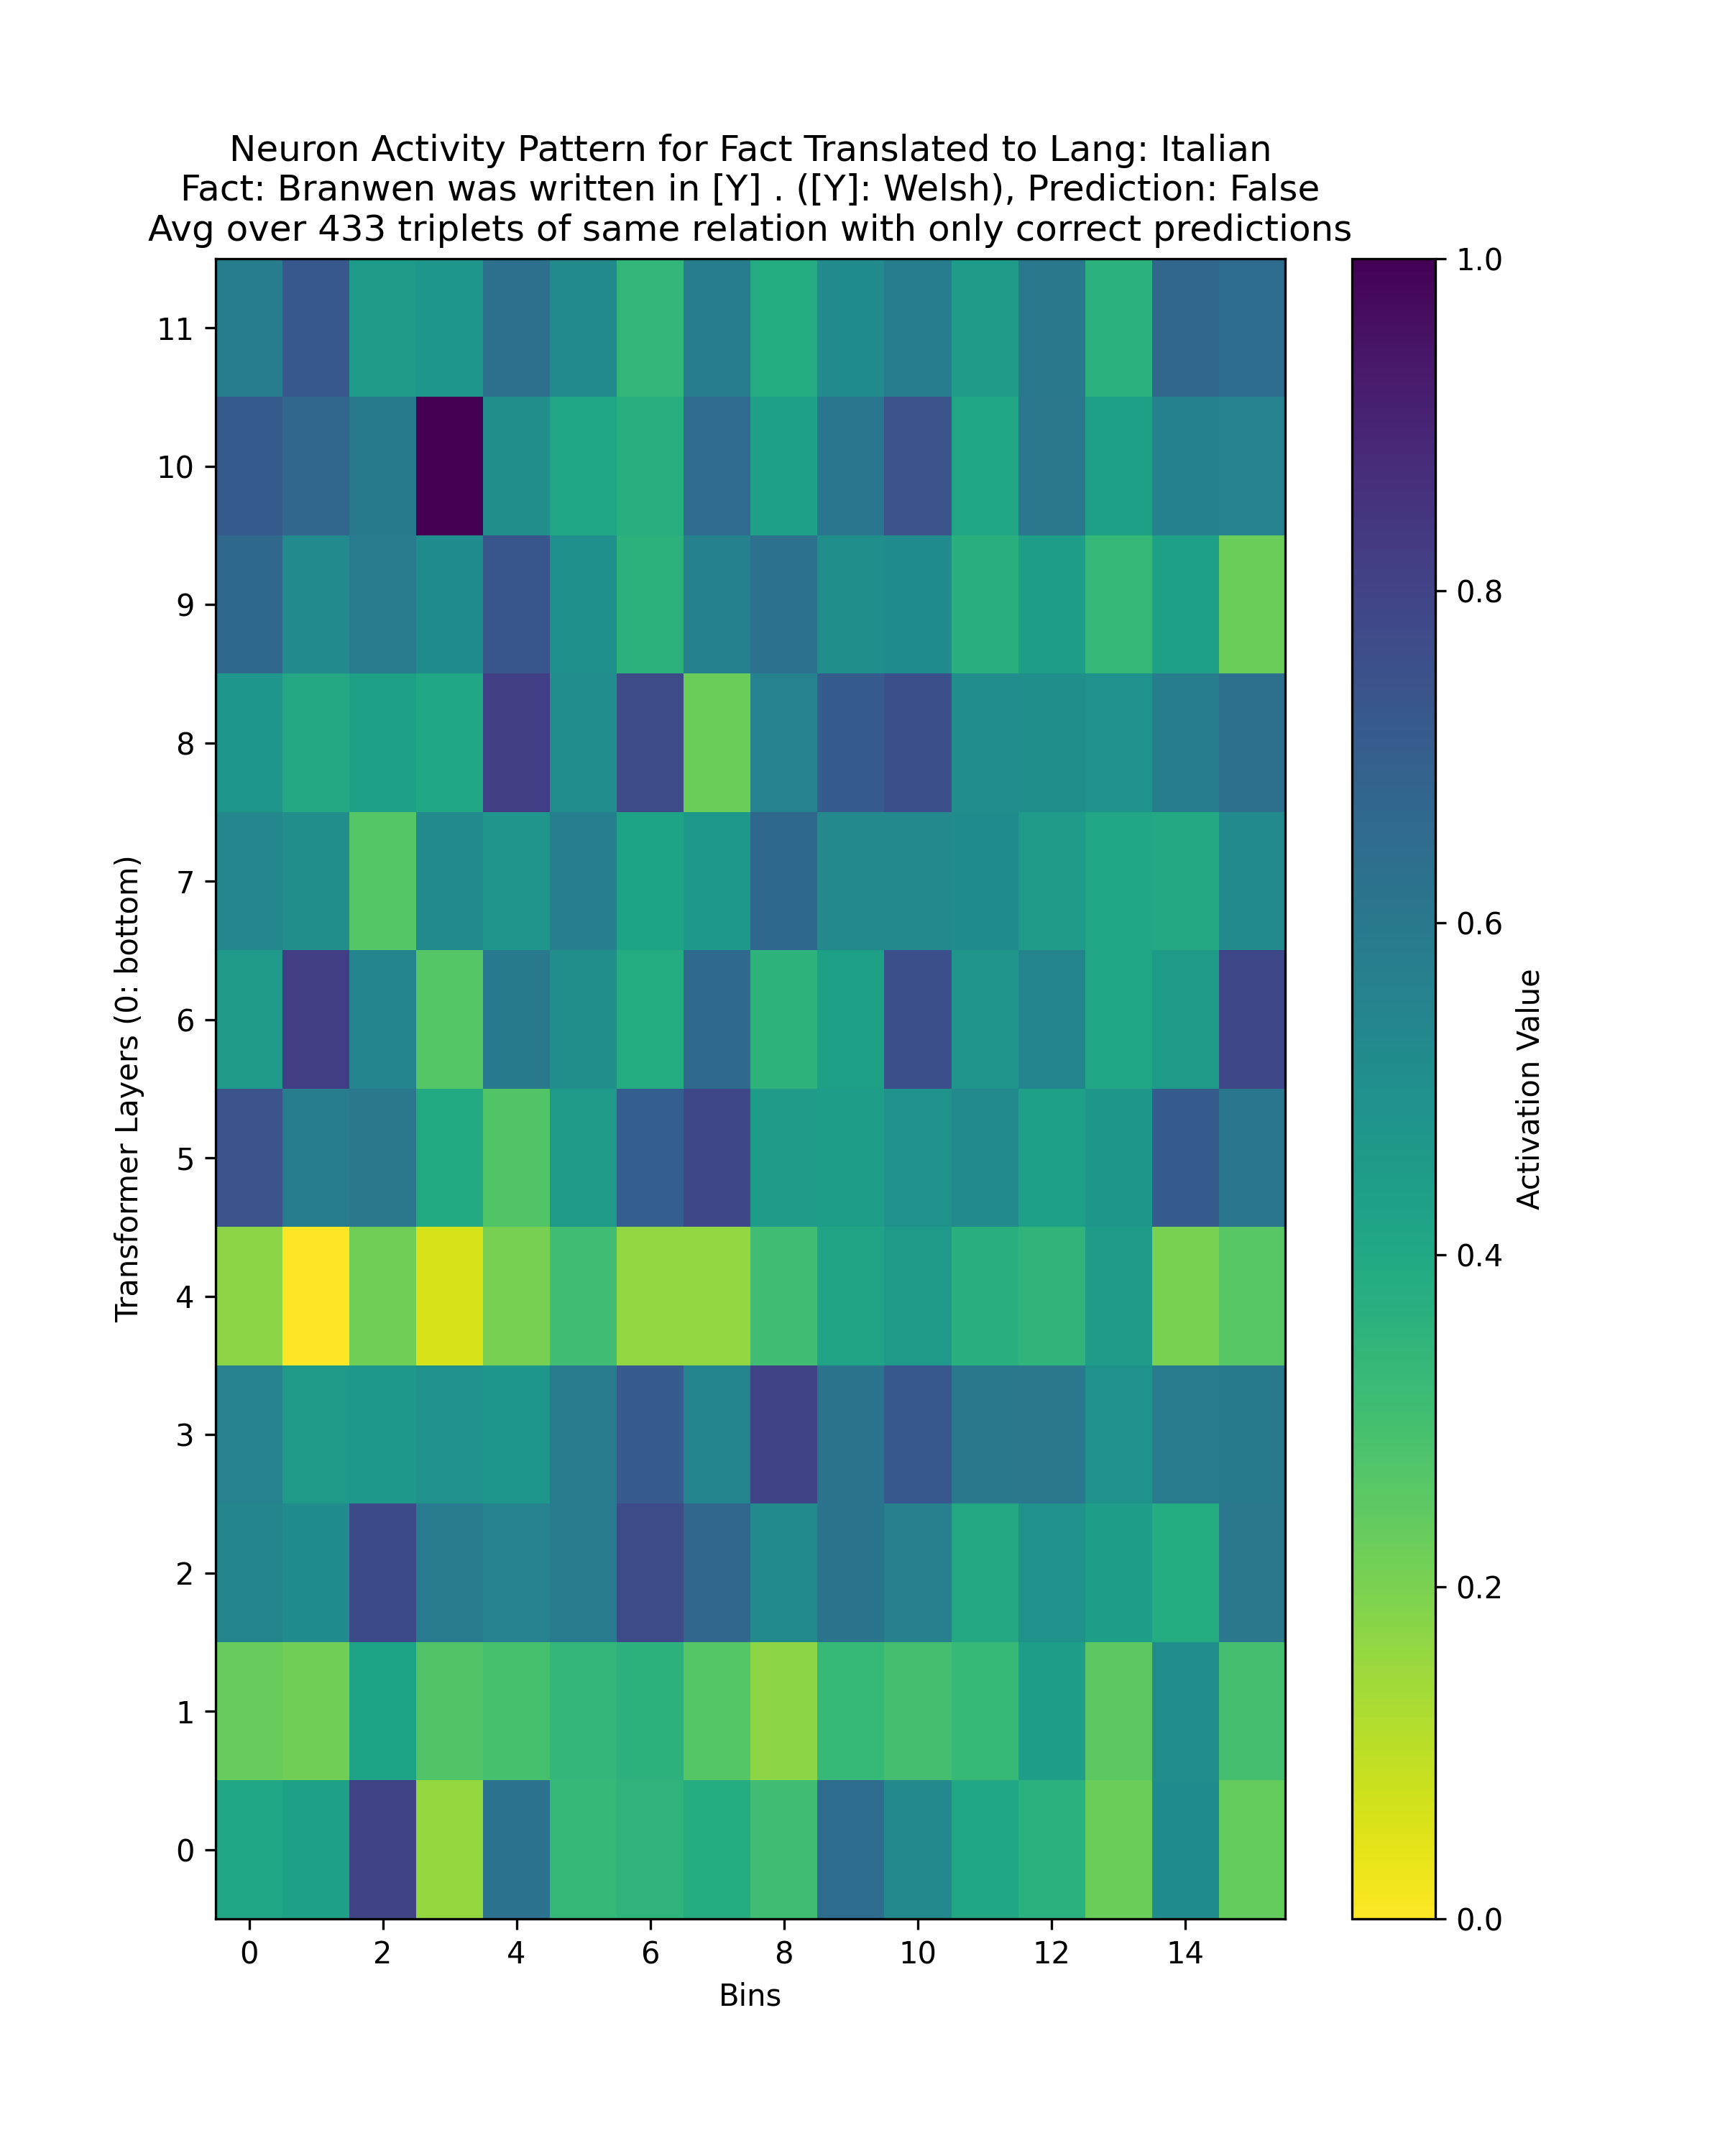 Neuron Activity Pattern for Fact Translated to Lang: Italian
Fact: Branwen was written in [Y] . ([Y]: Welsh), Prediction: False
Avg over 433 triplets of same relation with only correct predictions
Transformer Layers (0: bottom)
11
10
9
8
7
6
5
4
3
2
1
0
0 2 4 6 8 10 12 14
Bins
1.0
0.8
0.6
0.4
0.2
0.0
Activation Value